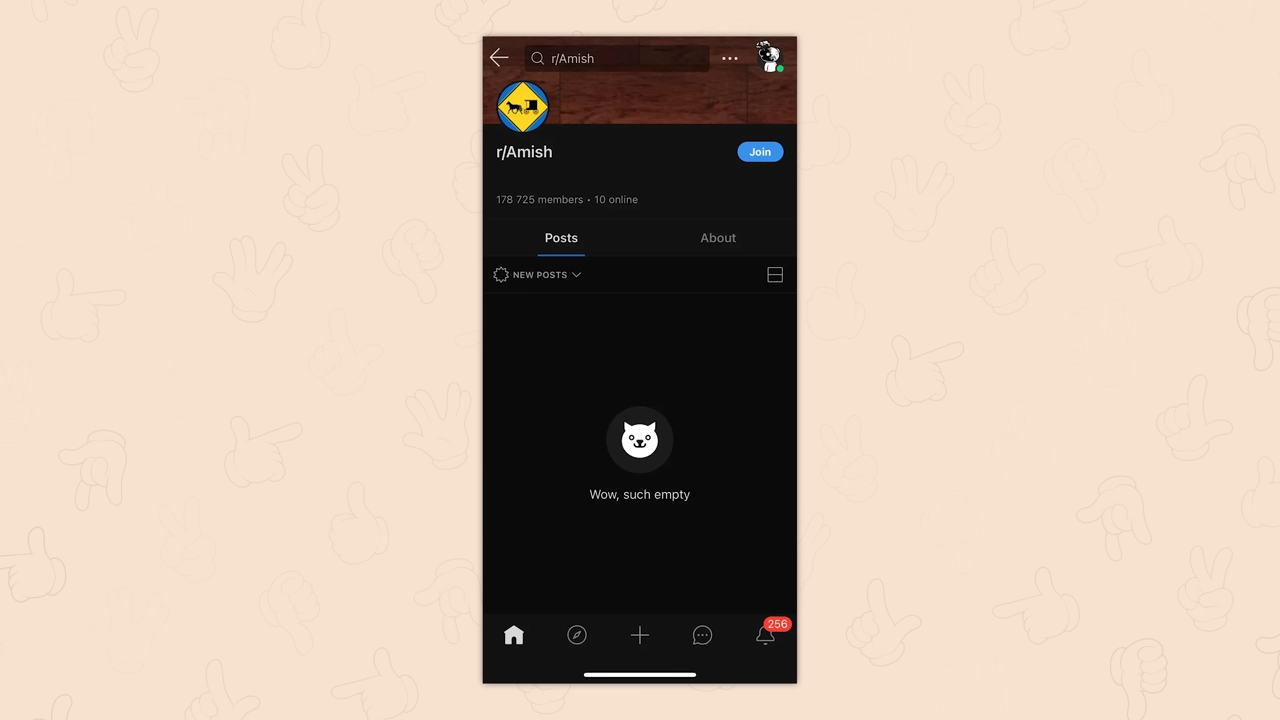 r/Amish
r/Amish
Join
178 725 members • 10 online
Posts
About
NEW POSTS
Wow, such empty
256